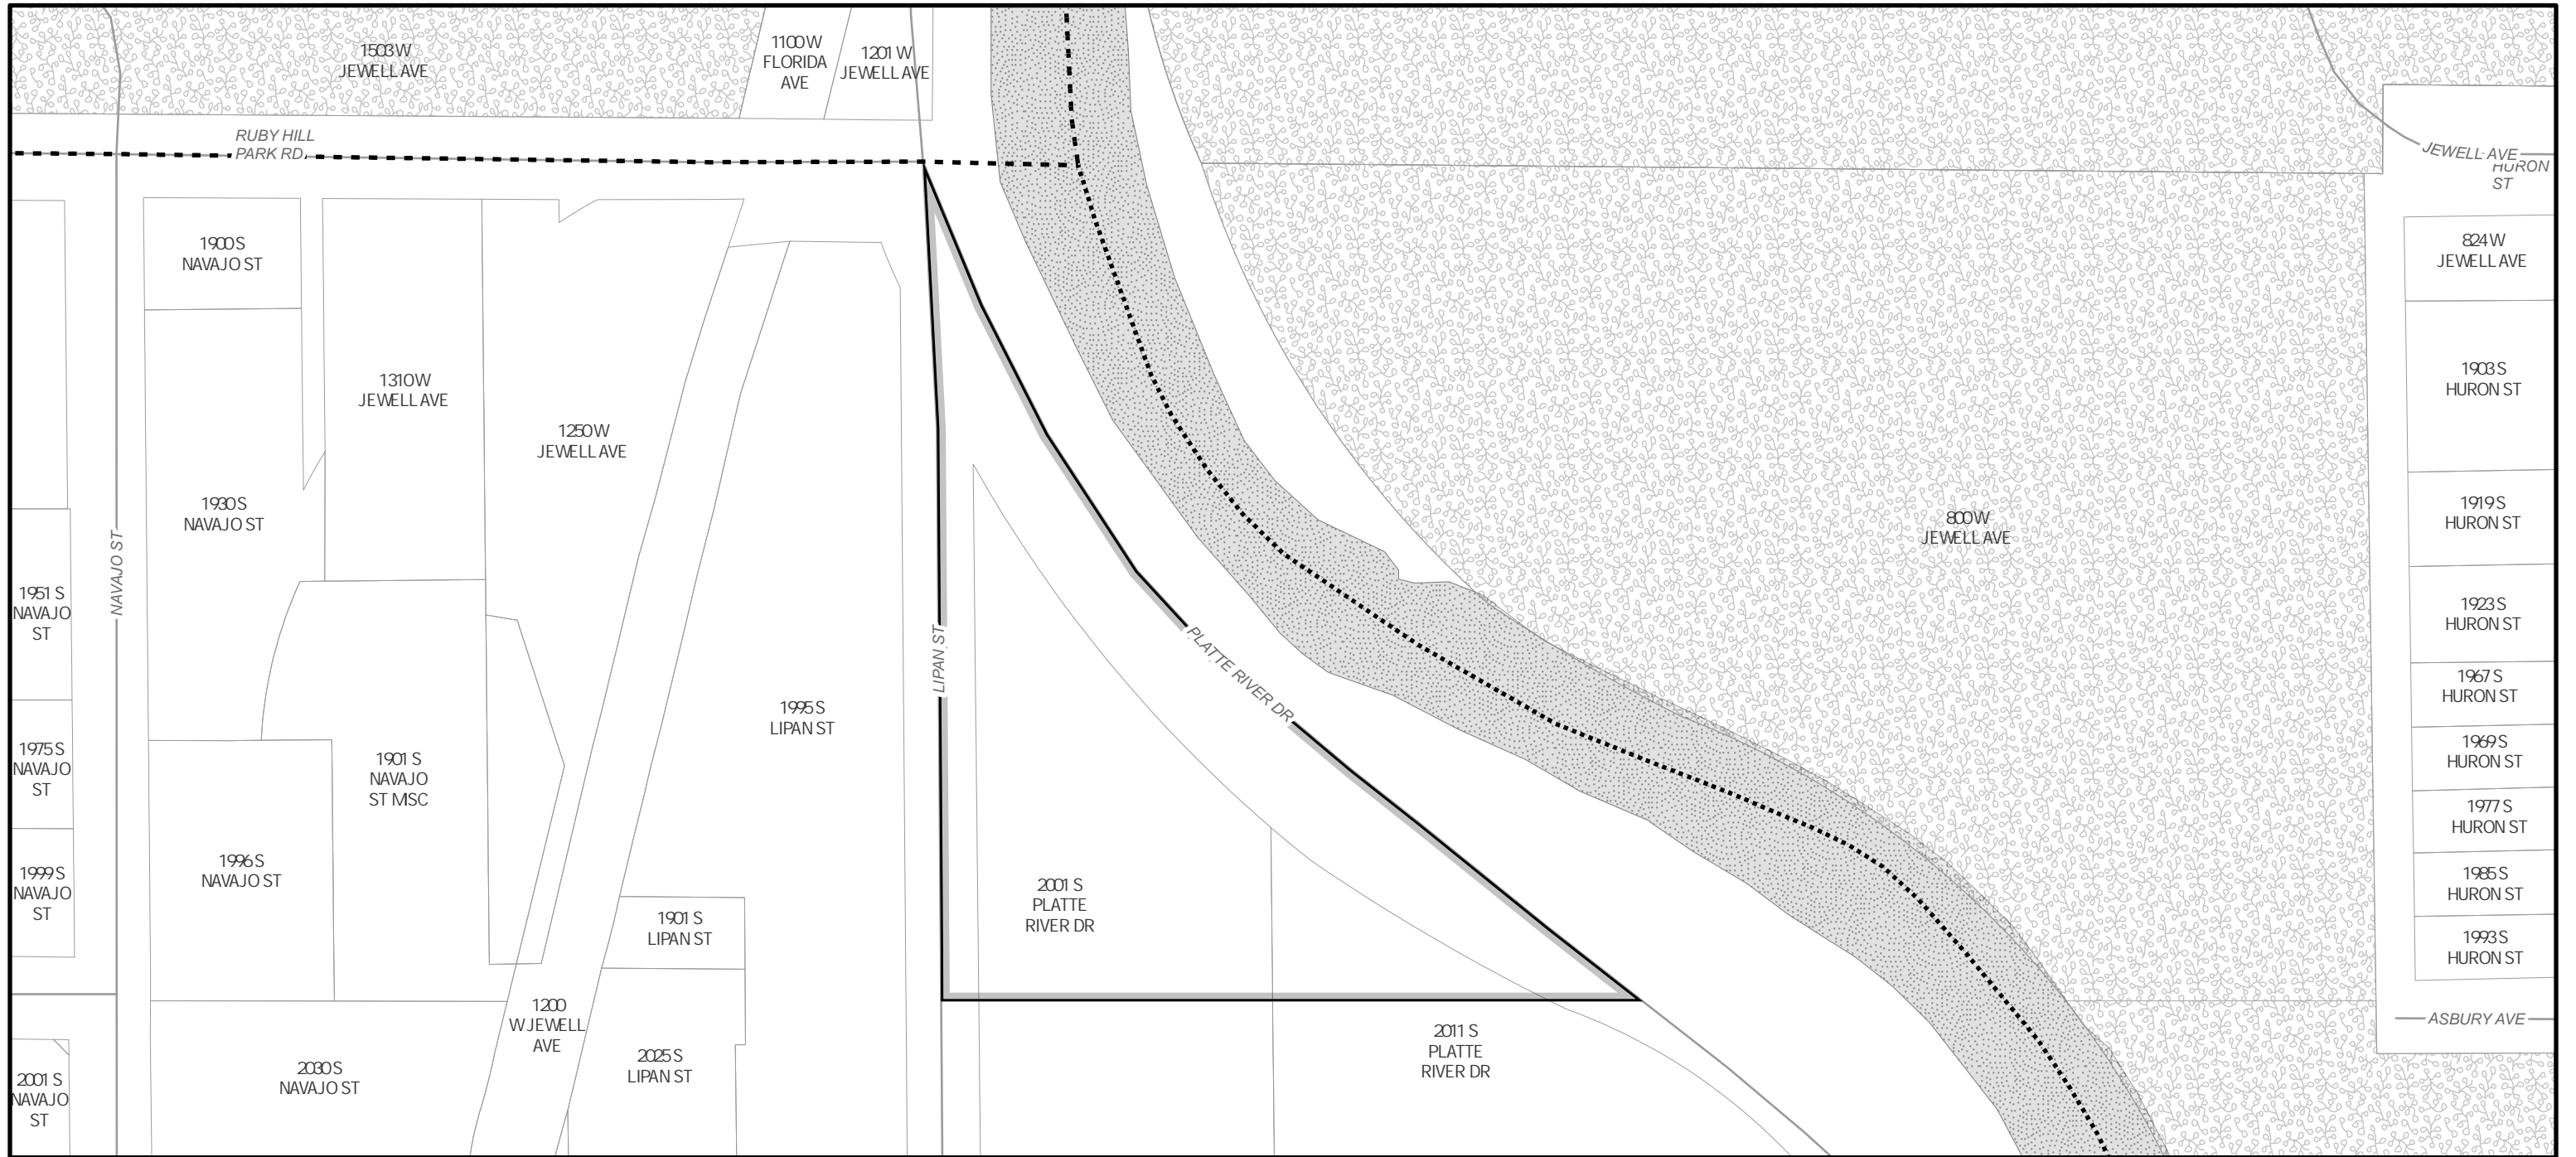 1503 W
JEWELL AVE
1100 W
FLORIDA
AVE
1201 W
JEWELL AVE
RUBY HILL
PARK RD
JEWELL AVE
HURON
ST
1900 S
NAVAJO ST
824 W
JEWELL AVE
1310 W
JEWELL AVE
1903 S
HURON ST
1250 W
JEWELL AVE
1930 S
NAVAJO ST
1919 S
HURON ST
800 W
JEWELL AVE
NAVAJO ST
1951 S
NAVAJO
ST
1923 S
HURON ST
LIPAN ST
PLATTE RIVER DR
1967 S
HURON ST
1995 S
LIPAN ST
1975 S
NAVAJO
ST
1969 S
HURON ST
1901 S
NAVAJO
ST MISC
1977 S
HURON ST
1996 S
NAVAJO ST
1999 S
NAVAJO
ST
1985 S
HURON ST
2001 S
PLATTE
RIVER DR
1901 S
LIPAN ST
1993 S
HURON ST
1200
W JEWELL
AVE
ASBURY AVE
2011 S
PLATTE
RIVER DR
2025 S
LIPAN ST
2030 S
NAVAJO ST
2001 S
NAVAJO
ST